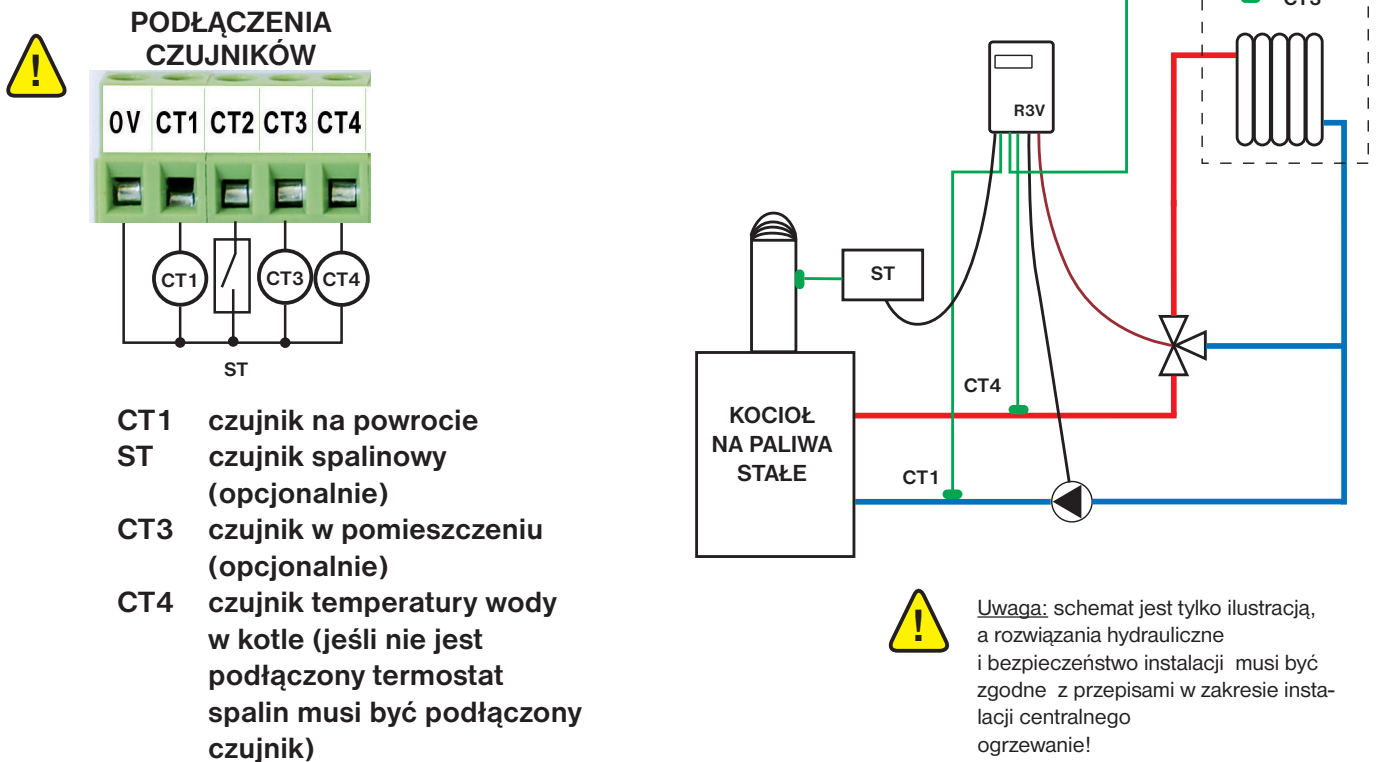 PODŁĄCZENIA
CZUJNIKÓW
!
0V CT1 CT2 CT3 CT4
CT1 CT3 CT4
ST
CT1 czujnik na powrocie
ST czujnik spalinowy
(opcjonalnie)
CT3 czujnik w pomieszczeniu
(opcjonalnie)
CT4 czujnik temperatury wody
w kotle (jeśli nie jest
podłączony termostat
spalin musi być podłączony
czujnik)
CT3
R3V
ST
CT4
KOCIOŁ
NA PALIWA
STAŁE
CT1
!
Uwaga: schemat jest tylko ilustracją,
a rozwiązania hydrauliczne
i bezpieczeństwo instalacji musi być
zgodne z przepisami w zakresie insta-
lacji centralnego
ogrzewanie!